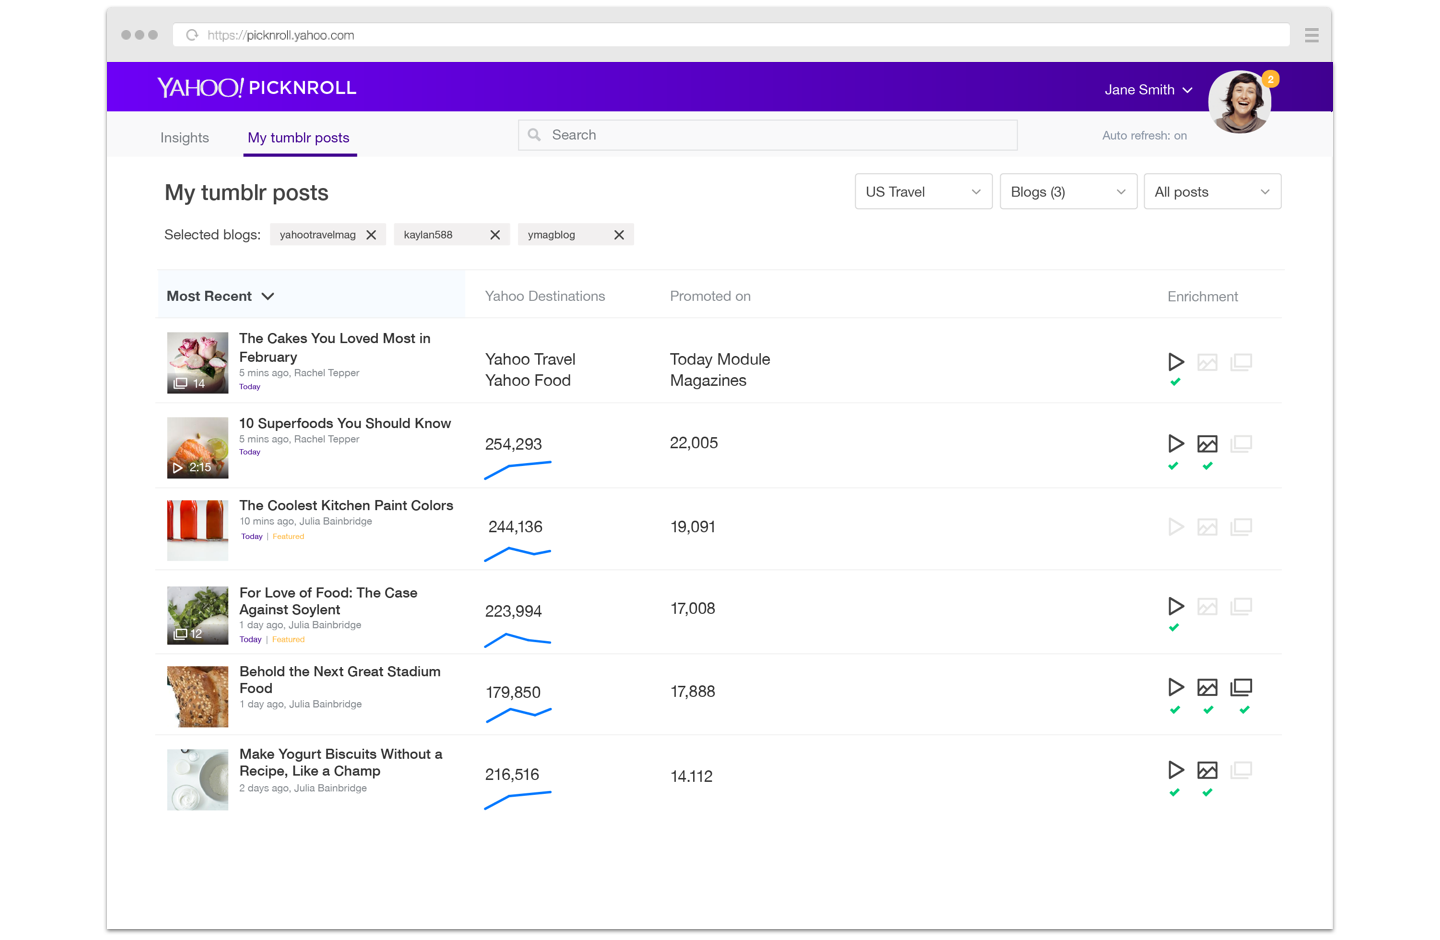 https://picknroll.yahoo.com
YAHOO! PICKNROLL
Jane Smith
2
Insights
My tumblr posts
Search
Auto refresh: on
My tumblr posts
US Travel
Blogs (3)
All posts
Selected blogs:
yahootravelmag
kaylan588
ymagblog
Most Recent
Yahoo Destinations
Promoted on
Enrichment
The Cakes You Loved Most in
February
5 mins ago, Rachel Tepper
Today
14
Yahoo Travel
Yahoo Food
Today Module
Magazines
10 Superfoods You Should Know
5 mins ago, Rachel Tepper
Today
2:15
254,293
22,005
The Coolest Kitchen Paint Colors
10 mins ago, Julia Bainbridge
Today | Featured
244,136
19,091
For Love of Food: The Case
Against Soylent
1 day ago, Julia Bainbridge
Today | Featured
12
223,994
17,008
Behold the Next Great Stadium
Food
1 day ago, Julia Bainbridge
179,850
17,888
Make Yogurt Biscuits Without a
Recipe, Like a Champ
2 days ago, Julia Bainbridge
216,516
14.112